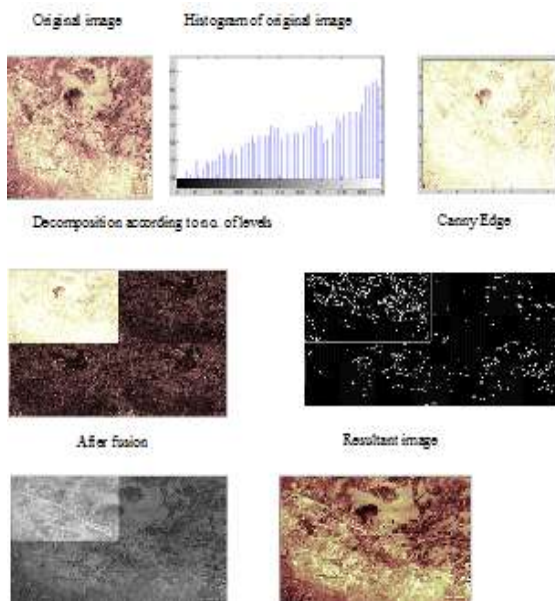 Original image
Histogram of original image
Decomposition according to no. of levels
Canny Edge
After fusion
Resultant image